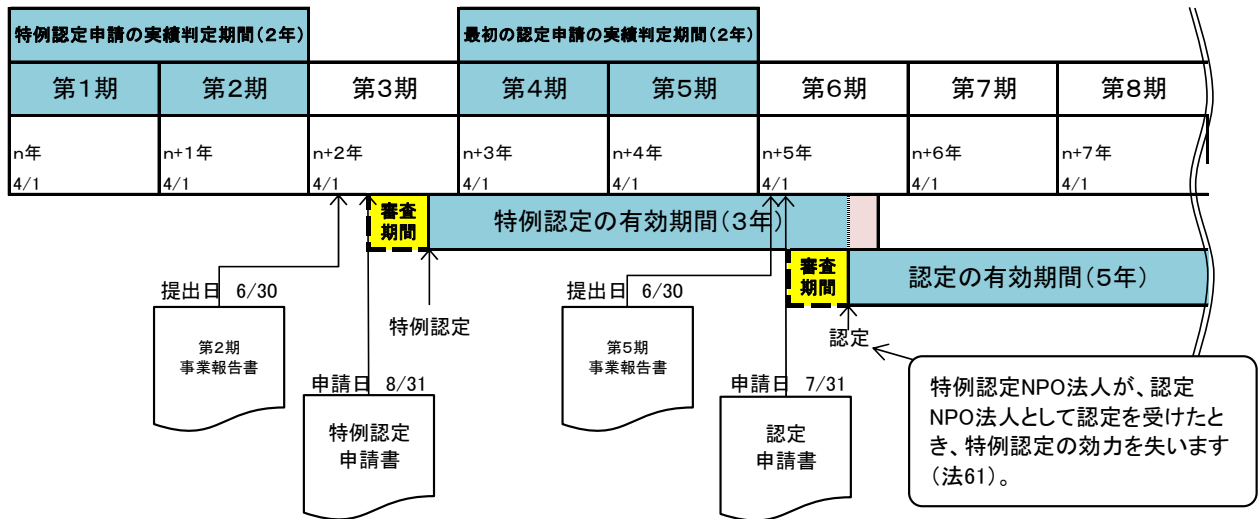 特例認定申請の実績判定期間(2年)
最初の認定申請の実績判定期間(2年)
第1期
第2期
第3期
第4期
第5期
第6期
第7期
第8期
n年
n+1年
n+2年
n+3年
n+4年
n+5年
n+6年
n+7年
4/1
4/1
4/1
4/1
4/1
4/1
4/1
4/1
審査
期間
特例認定の有効期間(3年)
審査
期間
認定の有効期間(5年)
提出日 6/30
第2期
事業報告書
特例認定
申請日 8/31
特例認定
申請書
提出日 6/30
第5期
事業報告書
認定
申請日 7/31
認定
申請書
特例認定NPO法人が、認定
NPO法人として認定を受けたと
き、特例認定の効力を失います
(法61)。